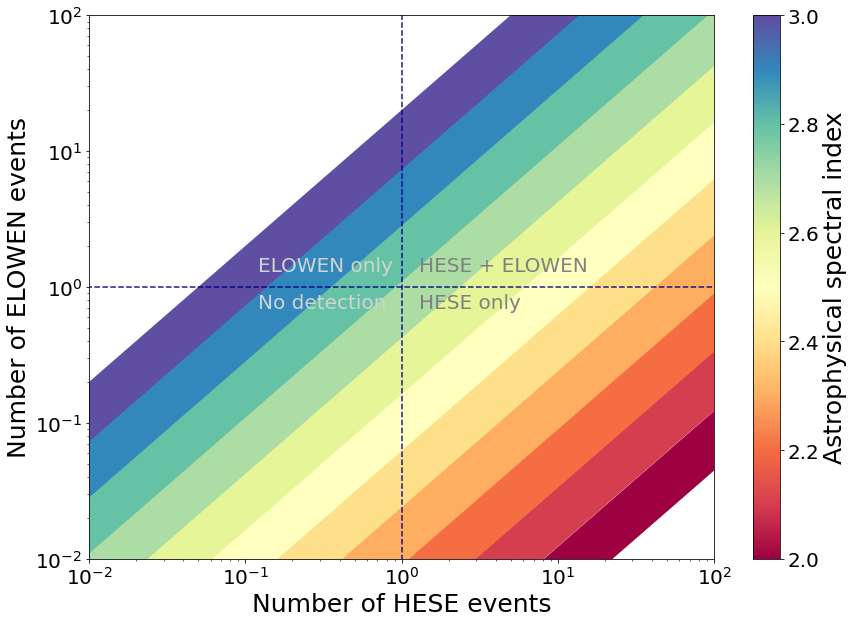 10²
10¹
10⁰
10⁻¹
10⁻²
Number of ELOWEN events
ELOWEN only
HESE + ELOWEN
No detection
HESE only
10⁻²
10⁻¹
10⁰
10¹
10²
Number of HESE events
3.0
2.8
2.6
2.4
2.2
2.0
Astrophysical spectral index